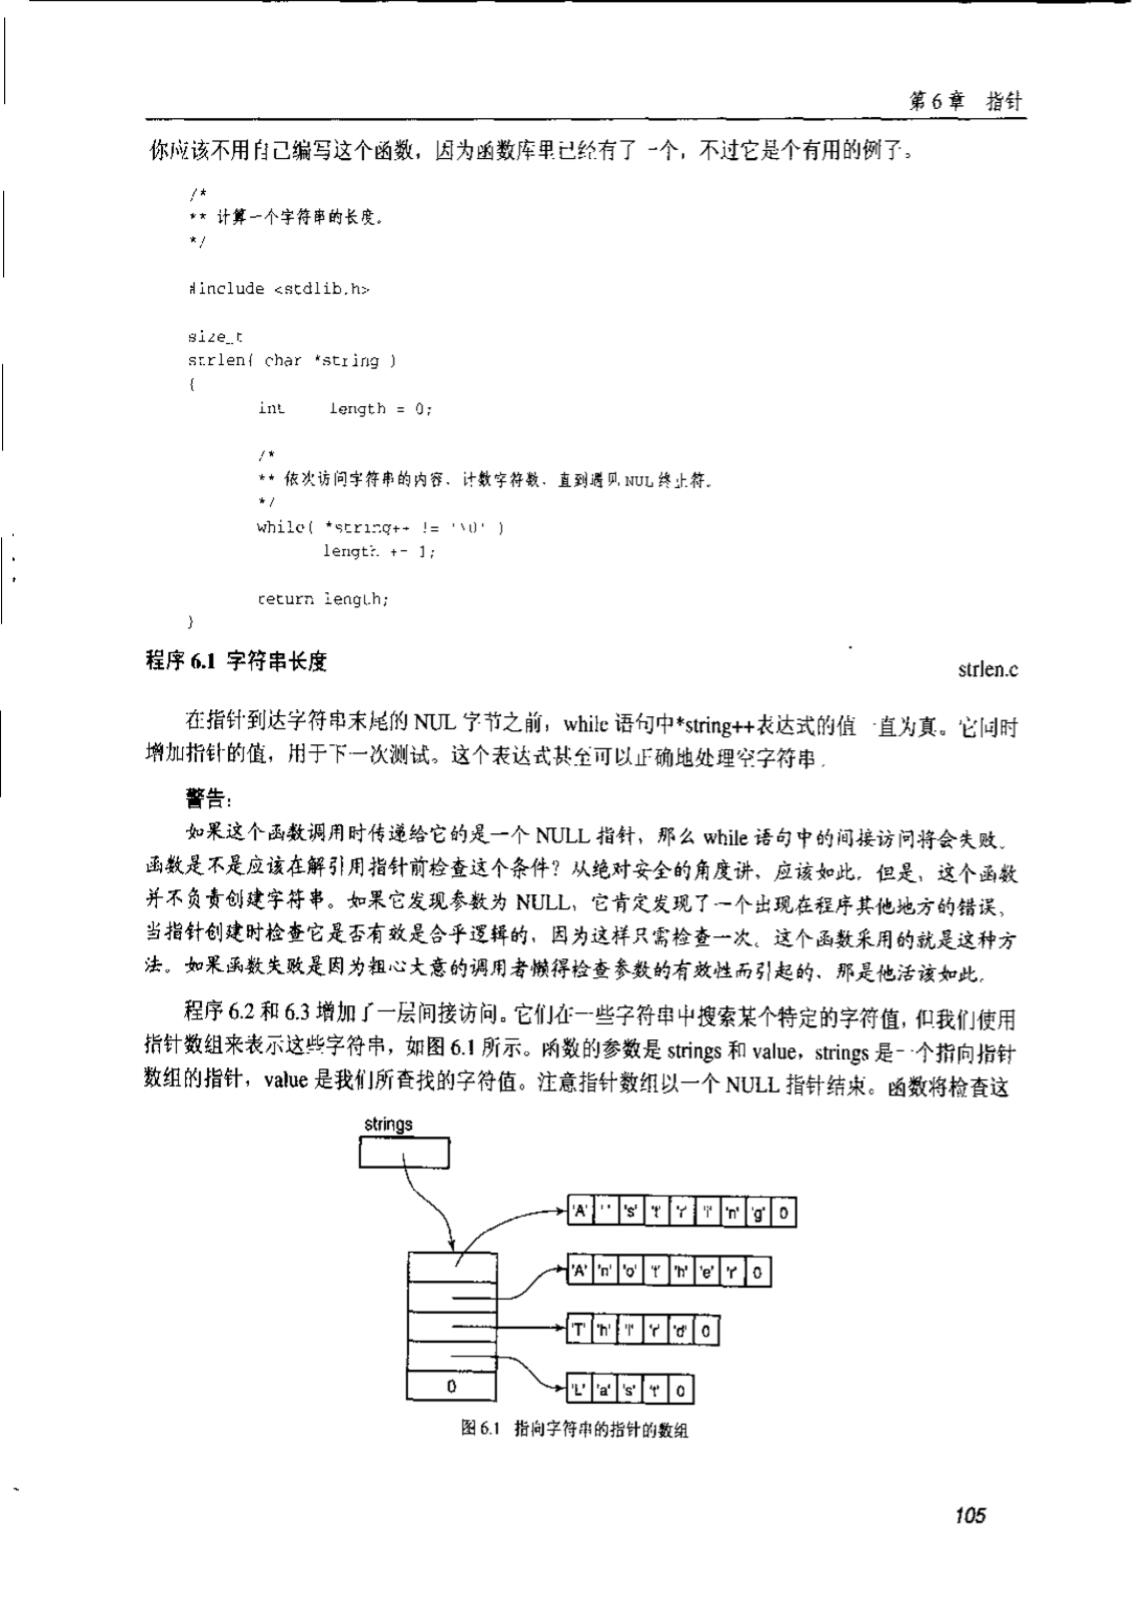 第6章 指针
你应该不用自己编写这个函数，因为函数库里已经有了一个，不过它是个有用的例子。
/*
** 计算一个字符串的长度。
*/
#include <stdlib.h>
size_t
strlen( char *string )
{
int length = 0;
/*
** 依次访问字符串的内容，计数字符数，直到遇见NUL终止符。
*/
while( *string++ != '\0' )
length += 1;
return length;
}
程序 6.1 字符串长度
strlen.c
在指针到达字符串末尾的 NUL 字节之前，while 语句中*string++表达式的值一直为真。它同时
增加指针的值，用于下一次测试。这个表达式甚至可以正确地处理空字符串.
警告：
如果这个函数调用时传递给它的是一个 NULL 指针，那么 while 语句中的间接访问将会失败。
函数是不是应该在解引用指针前检查这个条件？从绝对安全的角度讲，应该如此。但是，这个函数
并不负责创建字符串。如果它发现参数为 NULL，它肯定发现了一个出现在程序其他地方的错误，
当指针创建时检查它是否有效是合乎逻辑的，因为这样只需检查一次。这个函数采用的就是这种方
法。如果函数失败是因为粗心大意的调用者懒得检查参数的有效性而引起的，那是他活该如此。
程序 6.2 和 6.3 增加了一层间接访问。它们在一些字符串中搜索某个特定的字符值，但我们使用
指针数组来表示这些字符串，如图 6.1 所示。函数的参数是 strings 和 value，strings 是一个指向指针
数组的指针，value 是我们所查找的字符值。注意指针数组以一个 NULL 指针结束。函数将检查这
strings
'A' ' ' 's' 't' 'r' 'i' 'n' 'g' 0
'A' 'n' 'o' 't' 'h' 'e' 'r' 0
'T' 'h' 'i' 'r' 'd' 0
'L' 'a' 's' 't' 0
0
图 6.1 指向字符串的指针的数组
105